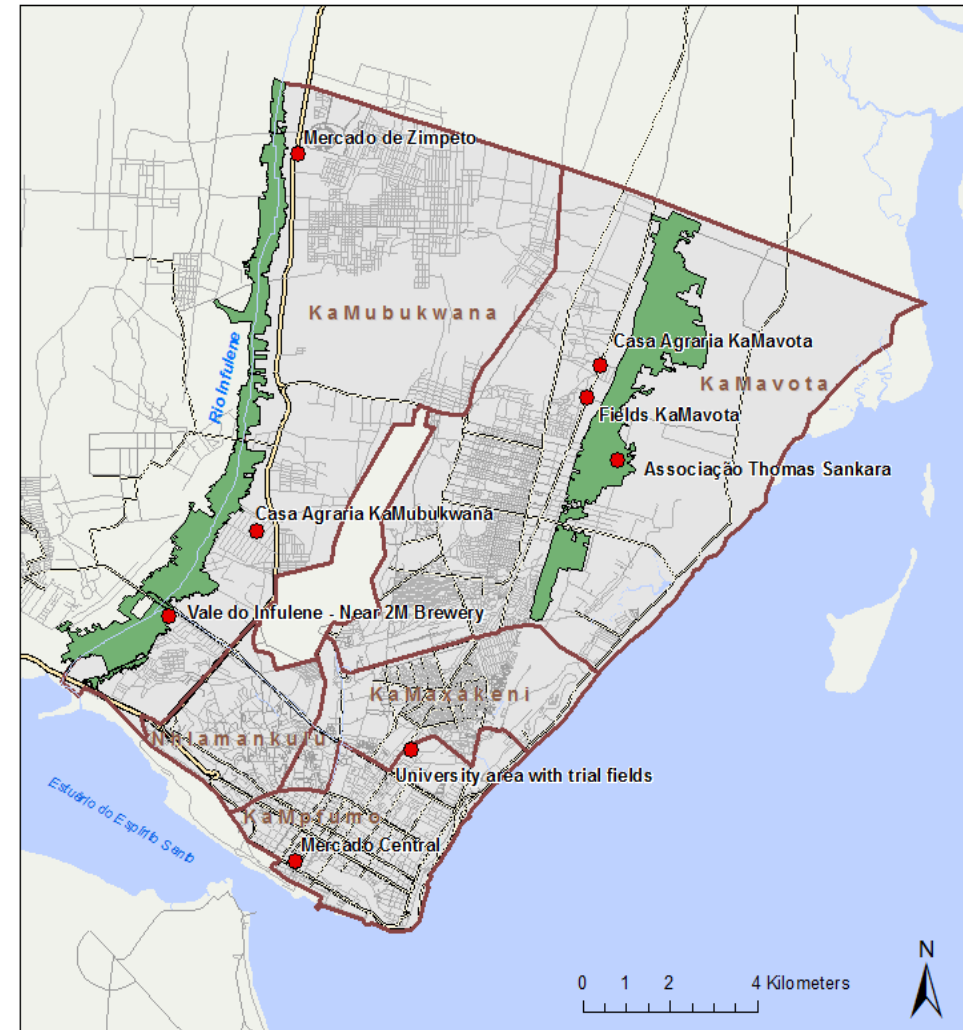 Mercado de Zimpeto
KaMubukwana
Rio Infulene
Casa Agraria KaMavota
KaMavota
Fields KaMavota
Associação Thomas Sankara
Casa Agraria KaMubukwana
Vale do Infulene - Near 2M Brewery
KaMaxakeni
Nhlamankulu
University area with trial fields
Estuário do Espírito Santo
KaMpfumo
Mercado Central
N
0 1 2 4 Kilometers